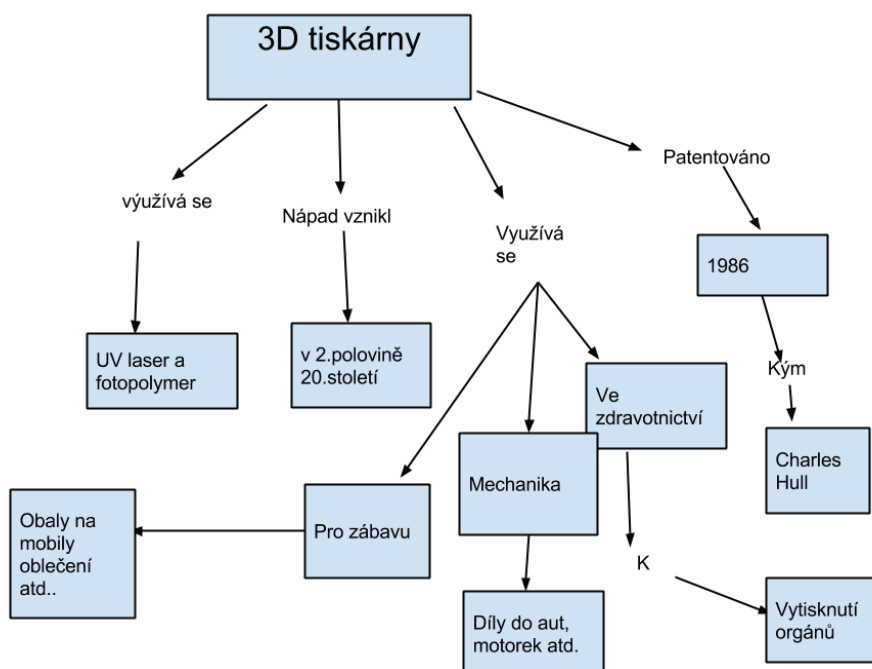 3D tiskárny
Patentováno
výužívá se
Nápad vznikl
Využívá
se
1986
UV laser a
fotopolymer
v 2.polovině
20.století
Kým
Ve
zdravotnictví
Charles
Hull
Mechanika
Obaly na
mobily
oblečení
atd..
Pro zábavu
K
Díly do aut,
motorek atd.
Vytisknutí
orgánů